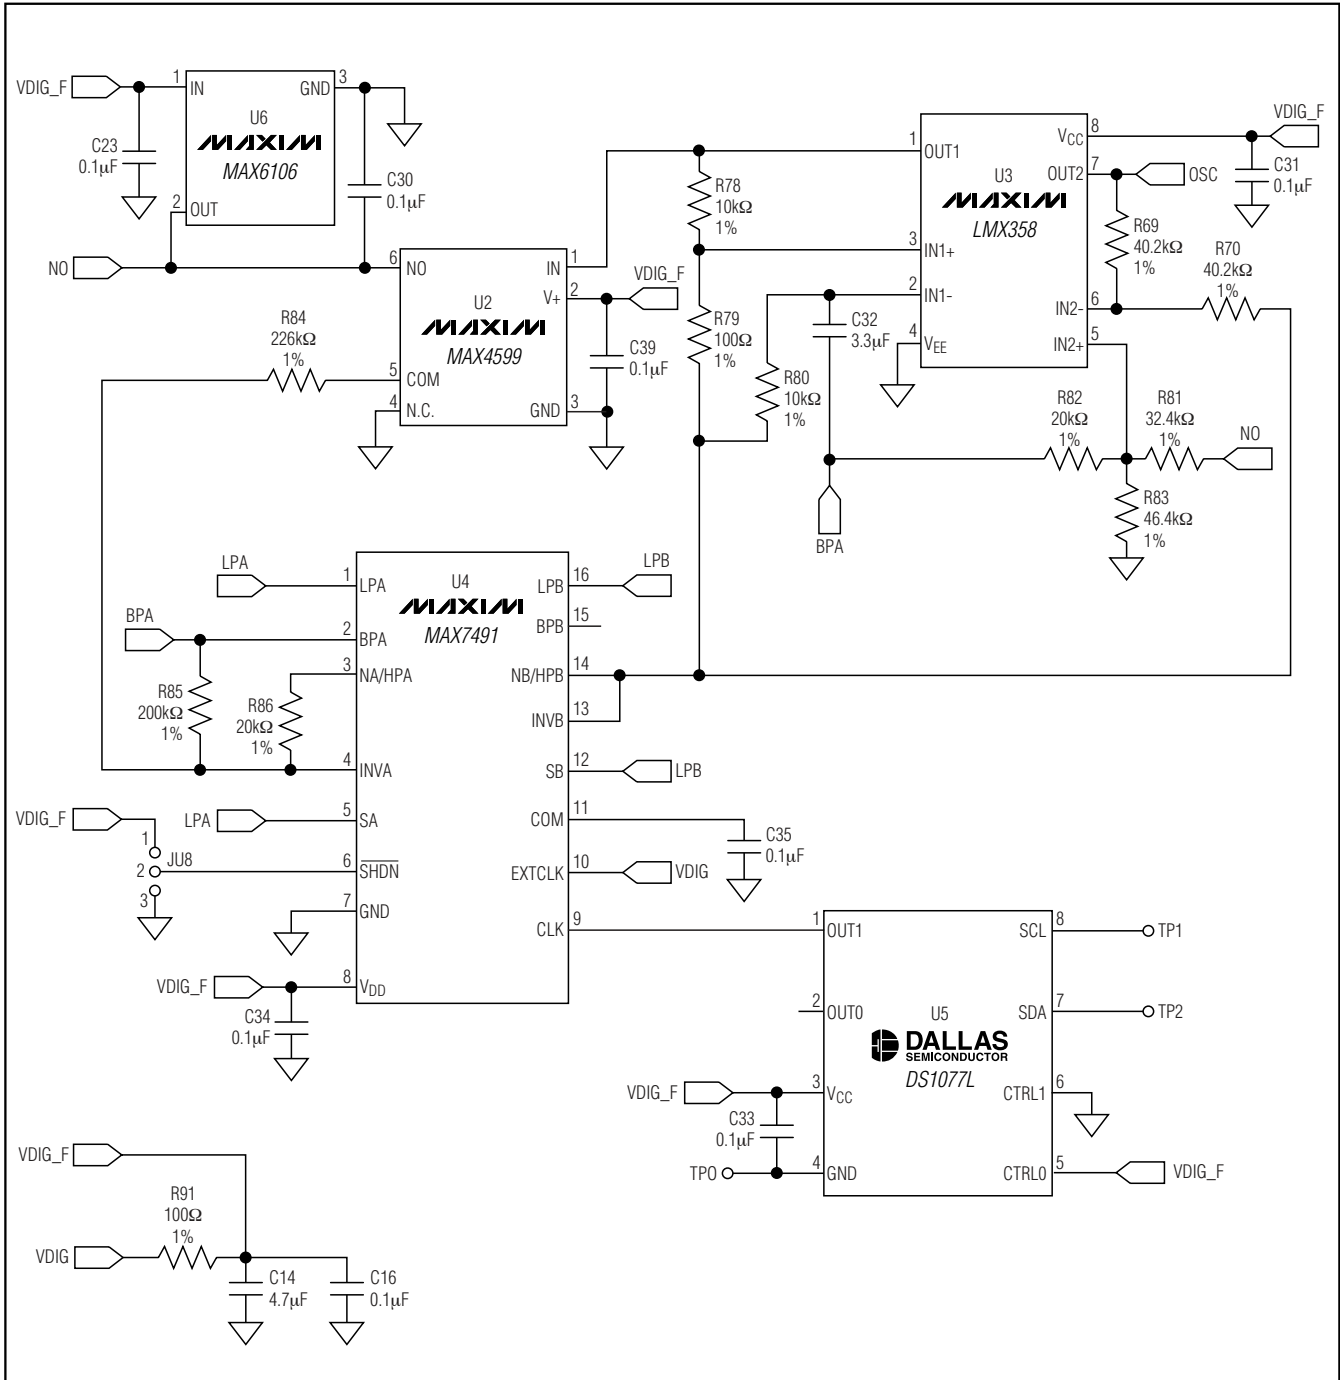 VDIG_F
1
IN
GND
3
U6
MAXIM
MAX6106
C23
0.1µF
2
OUT
C30
0.1µF
NO
6
NO
IN
1
U2
V+
2
VDIG_F
MAXIM
MAX4599
C39
0.1µF
R84
226kΩ
1%
5
COM
4
N.C.
GND
3
R78
10kΩ
1%
R79
100Ω
1%
R80
10kΩ
1%
C32
3.3µF
1
OUT1
VCC
8
VDIG_F
C31
0.1µF
OUT2
7
OSC
U3
MAXIM
LMX358
3
IN1+
2
IN1-
4
VEE
IN2-
6
IN2+
5
R69
40.2kΩ
1%
R70
40.2kΩ
1%
R82
20kΩ
1%
R81
32.4kΩ
1%
NO
R83
46.4kΩ
1%
BPA
LPA
1
LPA
U4
MAXIM
MAX7491
LPB
16
LPB
BPA
2
BPA
BPB
15
3
NA/HPA
NB/HPB
14
R85
200kΩ
1%
R86
20kΩ
1%
INVB
13
4
INVA
SB
12
LPB
LPA
5
SA
COM
11
C35
0.1µF
VDIG_F
1
2
3
JU8
6
SHDN
EXTCLK
10
VDIG
7
GND
CLK
9
VDIG_F
8
VDD
C34
0.1µF
1
OUT1
SCL
8
TP1
2
OUT0
U5
SDA
7
TP2
DALLAS
SEMICONDUCTOR
DS1077L
VDIG_F
3
VCC
CTRL1
6
C33
0.1µF
TP0
4
GND
CTRL0
5
VDIG_F
VDIG_F
R91
100Ω
1%
VDIG
C14
4.7µF
C16
0.1µF